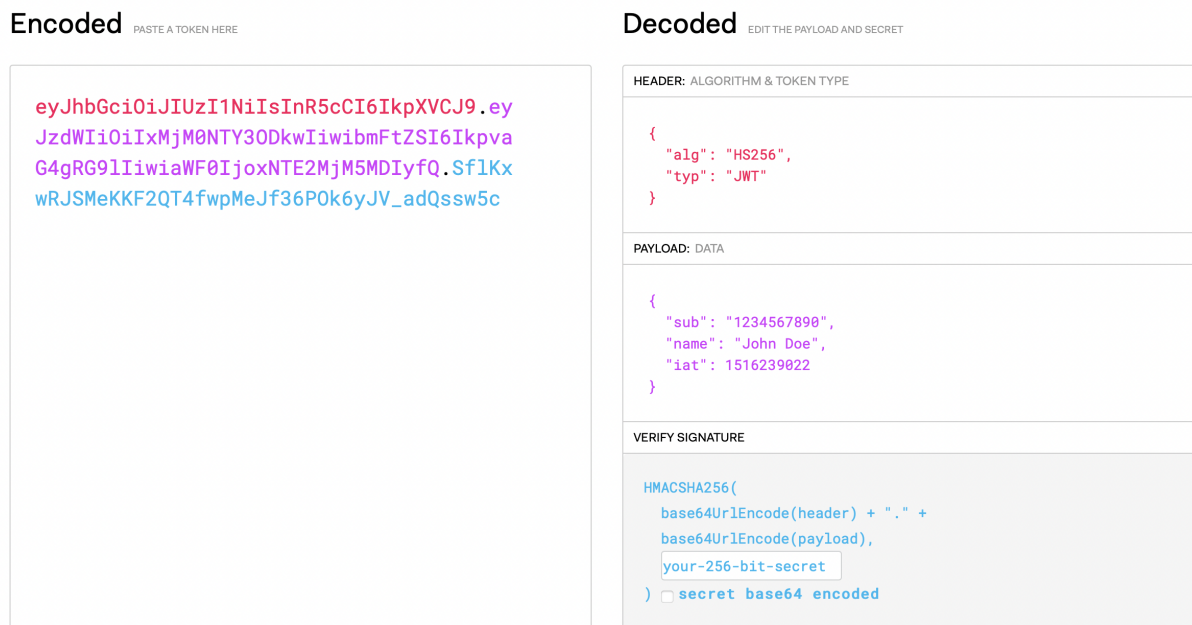 Encoded PASTE A TOKEN HERE
eyJhbGciOiJIUzI1NiIsInR5cCI6IkpXVCJ9.ey
JzdWIiOiIxMjM0NTY3ODkwIiwibmFtZSI6Ikpva
G4gRG9lIiwiaWF0IjoxNTE2MjM5MDIyfQ.SflKx
wRJSMeKKF2QT4fwpMeJf36POk6yJV_adQssw5c
Decoded EDIT THE PAYLOAD AND SECRET
HEADER: ALGORITHM & TOKEN TYPE
{
"alg": "HS256",
"typ": "JWT"
}
PAYLOAD: DATA
{
"sub": "1234567890",
"name": "John Doe",
"iat": 1516239022
}
VERIFY SIGNATURE
HMACSHA256(
base64UrlEncode(header) + "." +
base64UrlEncode(payload),
your-256-bit-secret
) secret base64 encoded